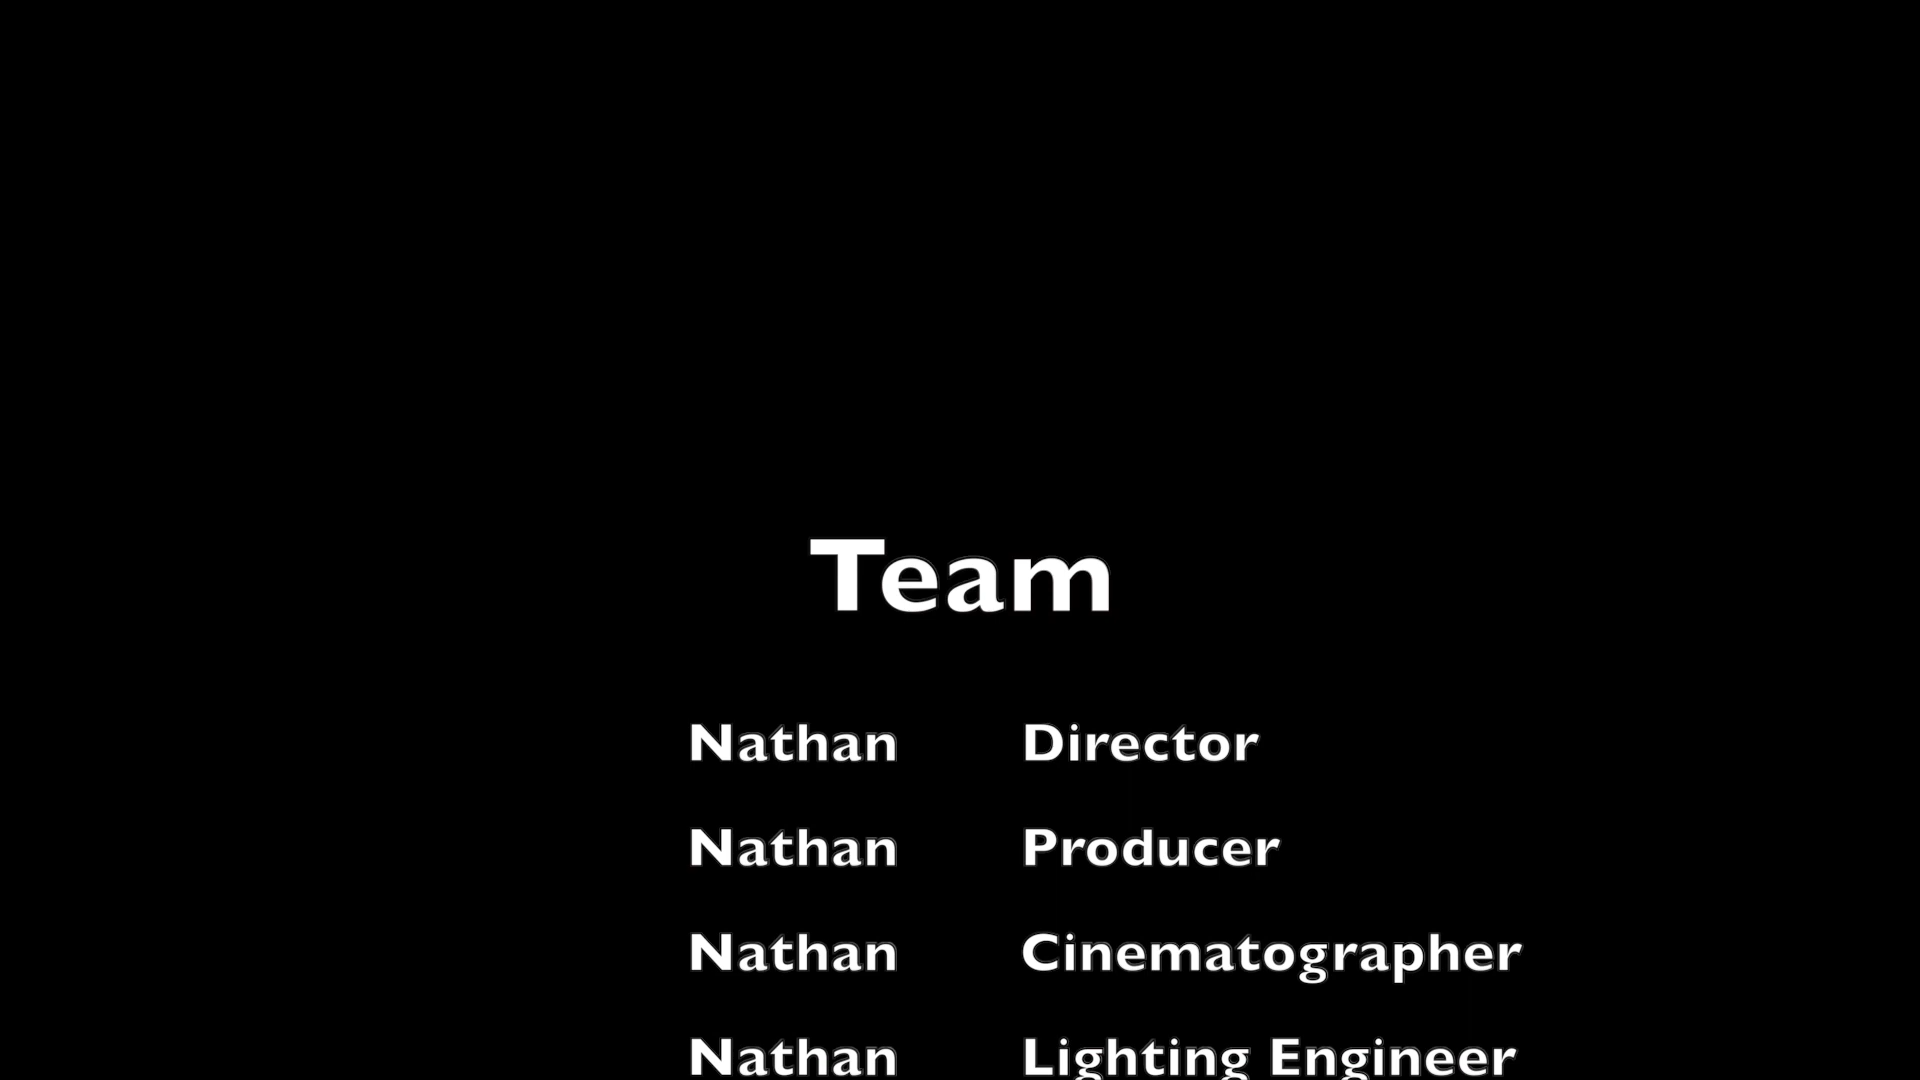 Team
Nathan Director
Nathan Producer
Nathan Cinematographer
Nathan Lighting Engineer